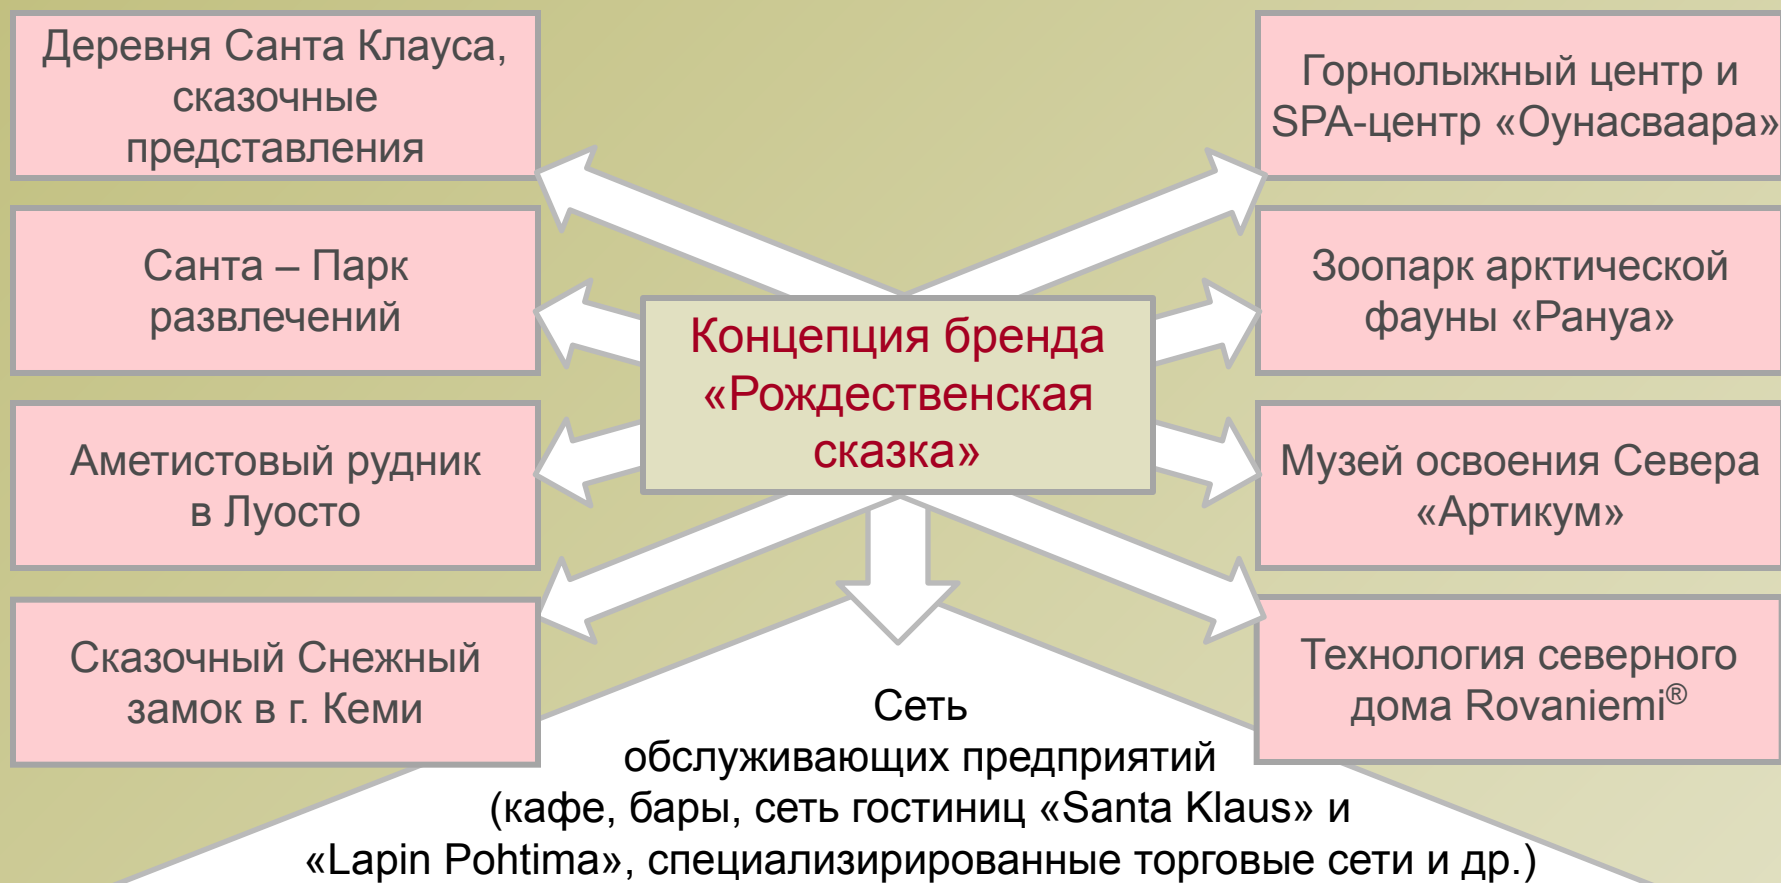 Деревня Санта Клауса,
сказочные
представления
Санта – Парк
развлечений
Аметистовый рудник
в Луосто
Сказочный Снежный
замок в г. Кеми
Концепция бренда
«Рождественская
сказка»
Горнолыжный центр и
SPA-центр «Оунасваара»
Зоопарк арктической
фауны «Рануа»
Музей освоения Севера
«Артикум»
Технология северного
дома Rovaniemi®
Сеть
обслуживающих предприятий
(кафе, бары, сеть гостиниц «Santa Klaus» и
«Lapin Pohtima», специализирированные торговые сети и др.)